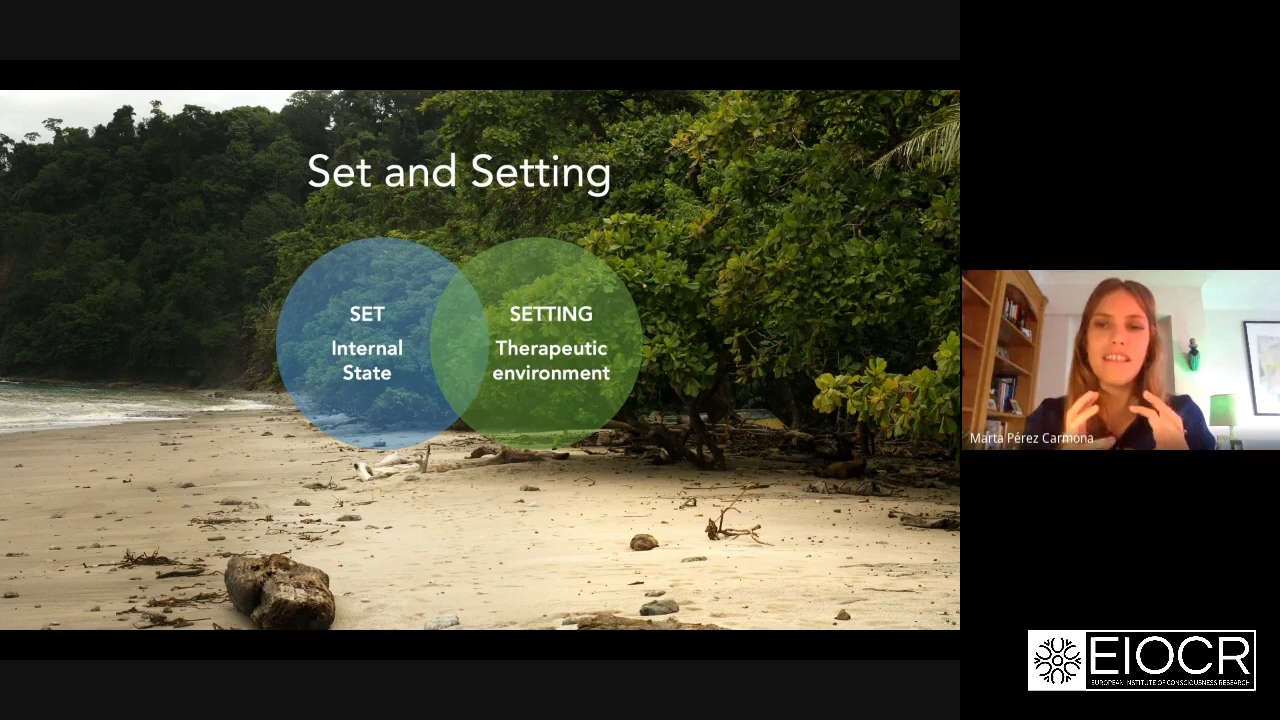 Set and Setting
SET
Internal
State
SETTING
Therapeutic
environment
Marta Pérez Carmona
EIOCR
EUROPEAN INSTITUTE OF CONSCIOUSNESS RESEARCH